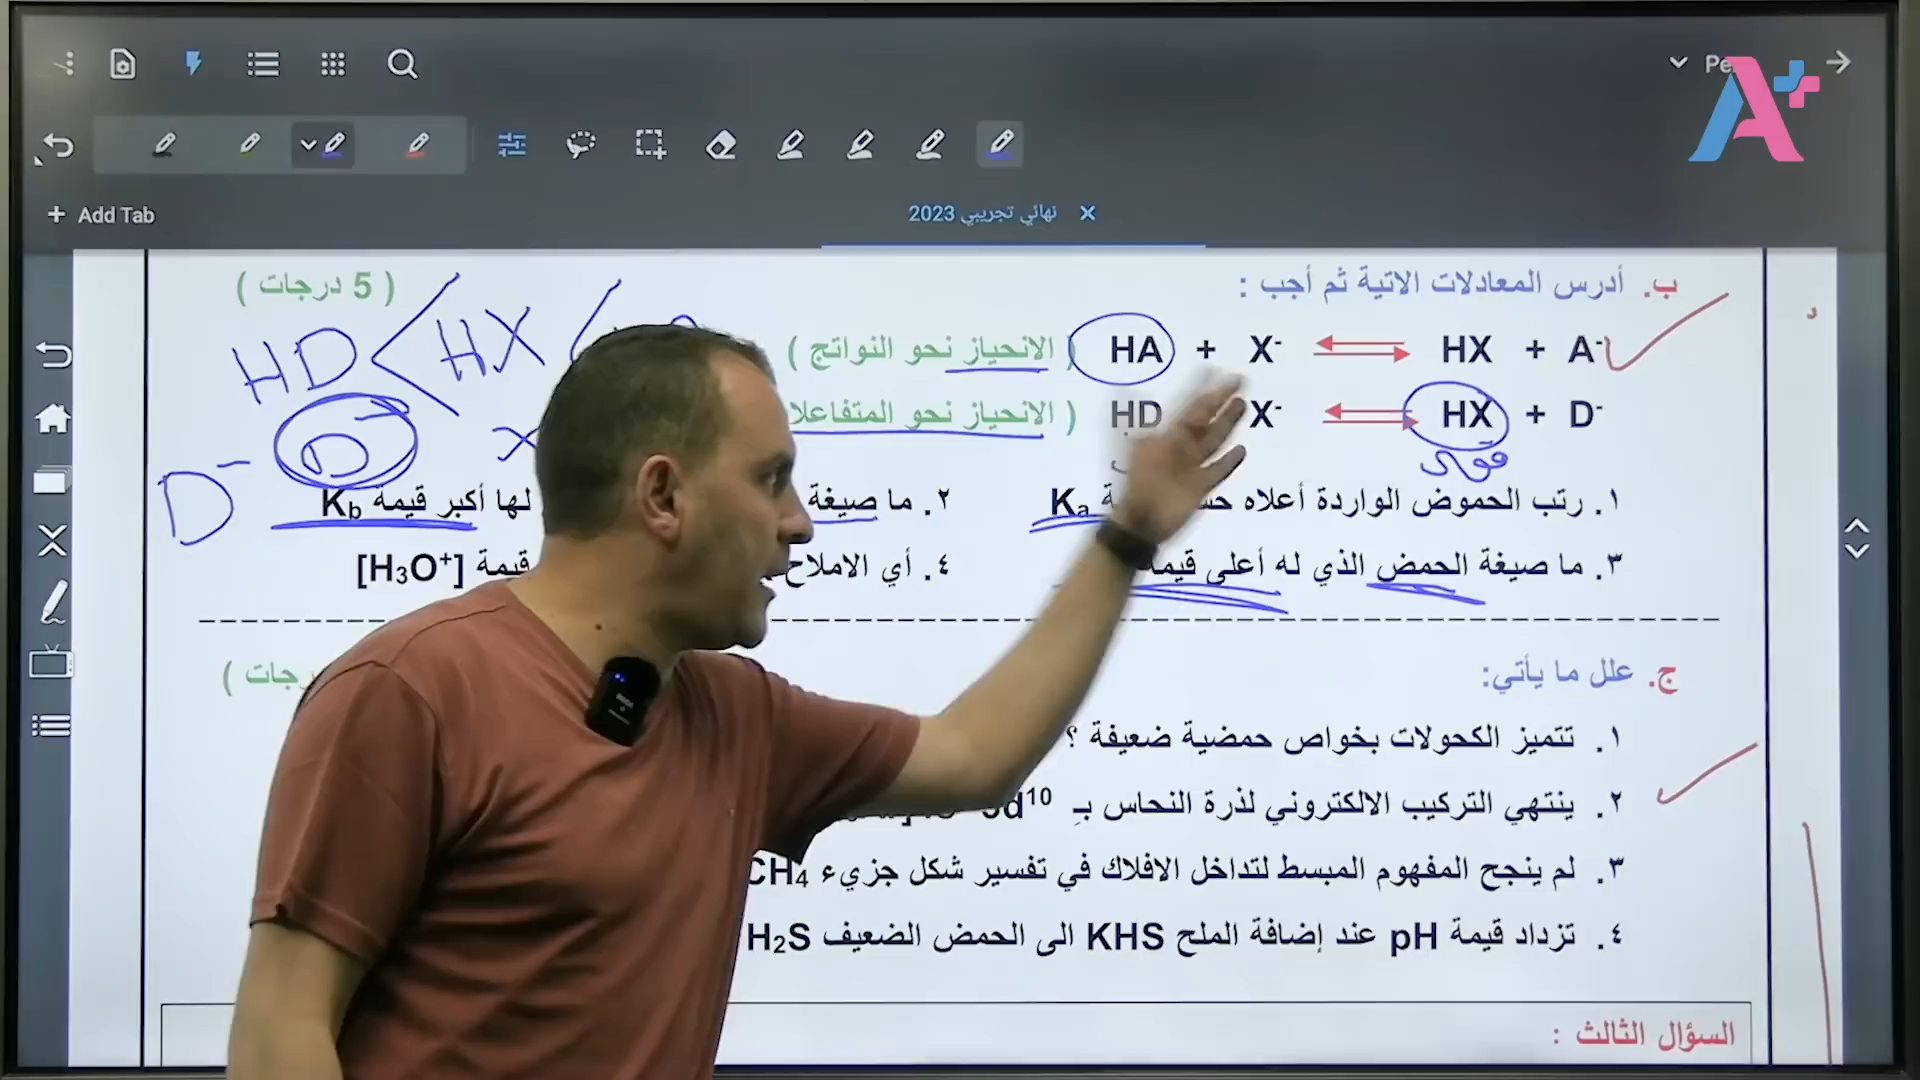 Pe
A+
+ Add Tab
نهائي تجريبي 2023 ×
ب. أدرس المعادلات الاتية ثم أجب : ( 5 درجات )
HD < HX <
HA + X- HX + A- ( الانحياز نحو النواتج )
HD X- HX + D- ( الانحياز نحو المتفاعلا
D
D-
X
قوي
١. رتب الحموض الواردة أعلاه Ka
٢. ما صيغة لها أكبر قيمة Kb
٣. ما صيغة الحمض الذي له أعلى قيمة
٤. أي الاملاح قيمة [H3O+]
ج. علل ما يأتي:
١. تتميز الكحولات بخواص حمضية ضعيفة ؟
٢. ينتهي التركيب الالكتروني لذرة النحاس بـ d10
٣. لم ينجح المفهوم المبسط لتداخل الافلاك في تفسير شكل جزيء CH4
٤. تزداد قيمة pH عند إضافة الملح KHS الى الحمض الضعيف H2S
السؤال الثالث :